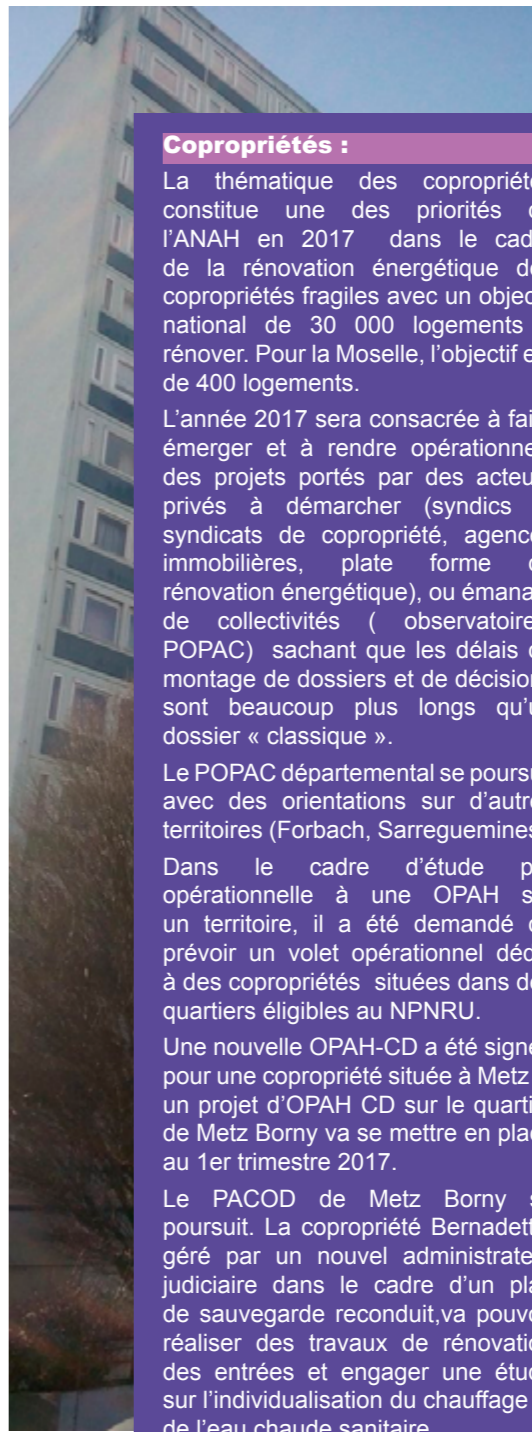 Copropriétés :
La thématique des copropriété
constitue une des priorités d
l'ANAH en 2017 dans le cad
de la rénovation énergétique de
copropriétés fragiles avec un objec
national de 30 000 logements
rénover. Pour la Moselle, l'objectif e
de 400 logements.
L'année 2017 sera consacrée à fai
émerger et à rendre opérationne
des projets portés par des acteu
privés à démarcher (syndics
syndicats de copropriété, agence
immobilières, plate forme d
rénovation énergétique), ou émana
de collectivités ( observatoire
POPAC) sachant que les délais d
montage de dossiers et de décision
sont beaucoup plus longs qu'u
dossier « classique ».
Le POPAC départemental se poursu
avec des orientations sur d'autre
territoires (Forbach, Sarreguemines
Dans le cadre d'étude p
opérationnelle à une OPAH s
un territoire, il a été demandé d
prévoir un volet opérationnel déd
à des copropriétés situées dans de
quartiers éligibles au NPNRU.
Une nouvelle OPAH-CD a été signé
pour une copropriété située à Metz
un projet d'OPAH CD sur le quarti
de Metz Borny va se mettre en plac
au 1er trimestre 2017.
Le PACOD de Metz Borny s
poursuit. La copropriété Bernadett
géré par un nouvel administrate
judiciaire dans le cadre d'un pla
de sauvegarde reconduit,va pouvo
réaliser des travaux de rénovatio
des entrées et engager une étud
sur l'individualisation du chauffage
de l'eau chaude sanitaire